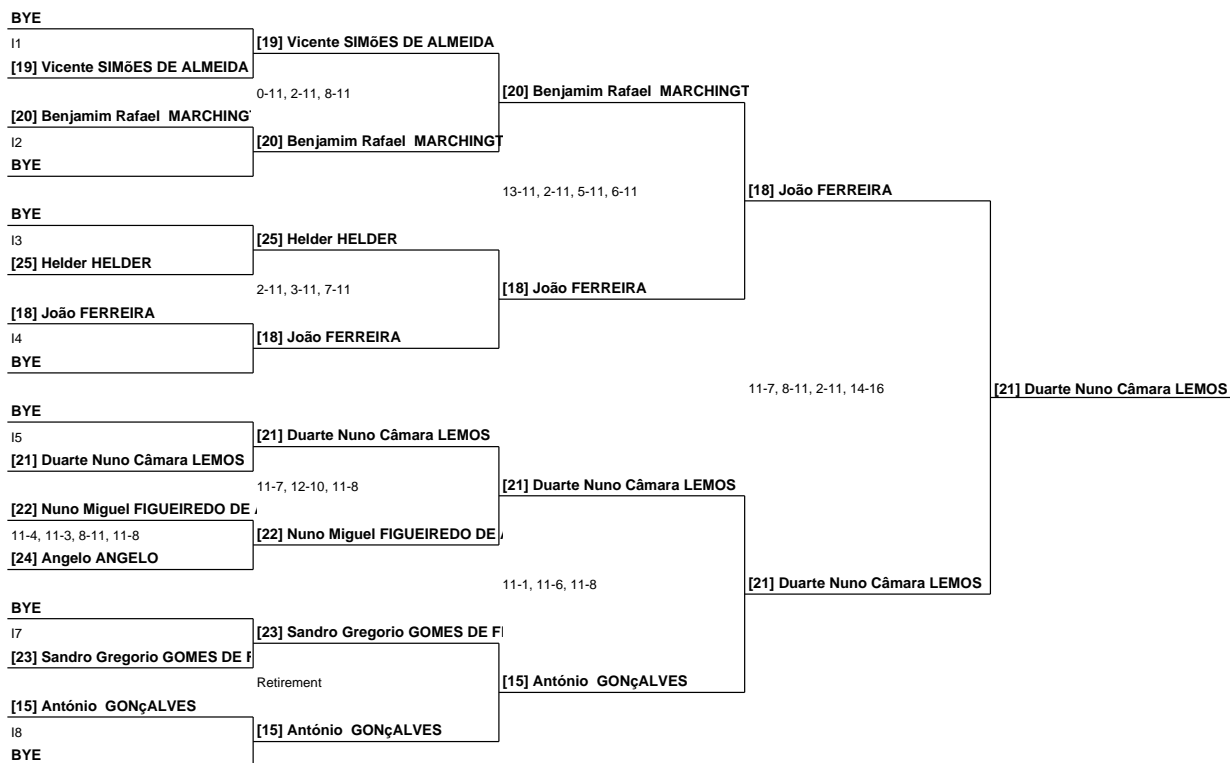 BYE
I1
[19] Vicente SIMõES DE ALMEIDA
[20] Benjamim Rafael  MARCHING
I2
BYE
BYE
I3
[25] Helder HELDER
[18] João FERREIRA
I4
BYE
BYE
I5
[21] Duarte Nuno Câmara LEMOS
[22] Nuno Miguel FIGUEIREDO DE
11-4, 11-3, 8-11, 11-8
[24] Angelo ANGELO
BYE
I7
[23] Sandro Gregorio GOMES DE
[15] António  GONçALVES
I8
BYE
[19] Vicente SIMõES DE ALMEIDA
0-11, 2-11, 8-11
[20] Benjamim Rafael  MARCHINGT
[25] Helder HELDER
2-11, 3-11, 7-11
[18] João FERREIRA
[21] Duarte Nuno Câmara LEMOS
11-7, 12-10, 11-8
[22] Nuno Miguel FIGUEIREDO DE
[23] Sandro Gregorio GOMES DE
Retirement
[15] António  GONçALVES
[20] Benjamim Rafael  MARCHINGT
13-11, 2-11, 5-11, 6-11
[18] João FERREIRA
[21] Duarte Nuno Câmara LEMOS
11-1, 11-6, 11-8
[15] António  GONçALVES
[18] João FERREIRA
11-7, 8-11, 2-11, 14-16
[21] Duarte Nuno Câmara LEMOS
[21] Duarte Nuno Câmara LEMOS